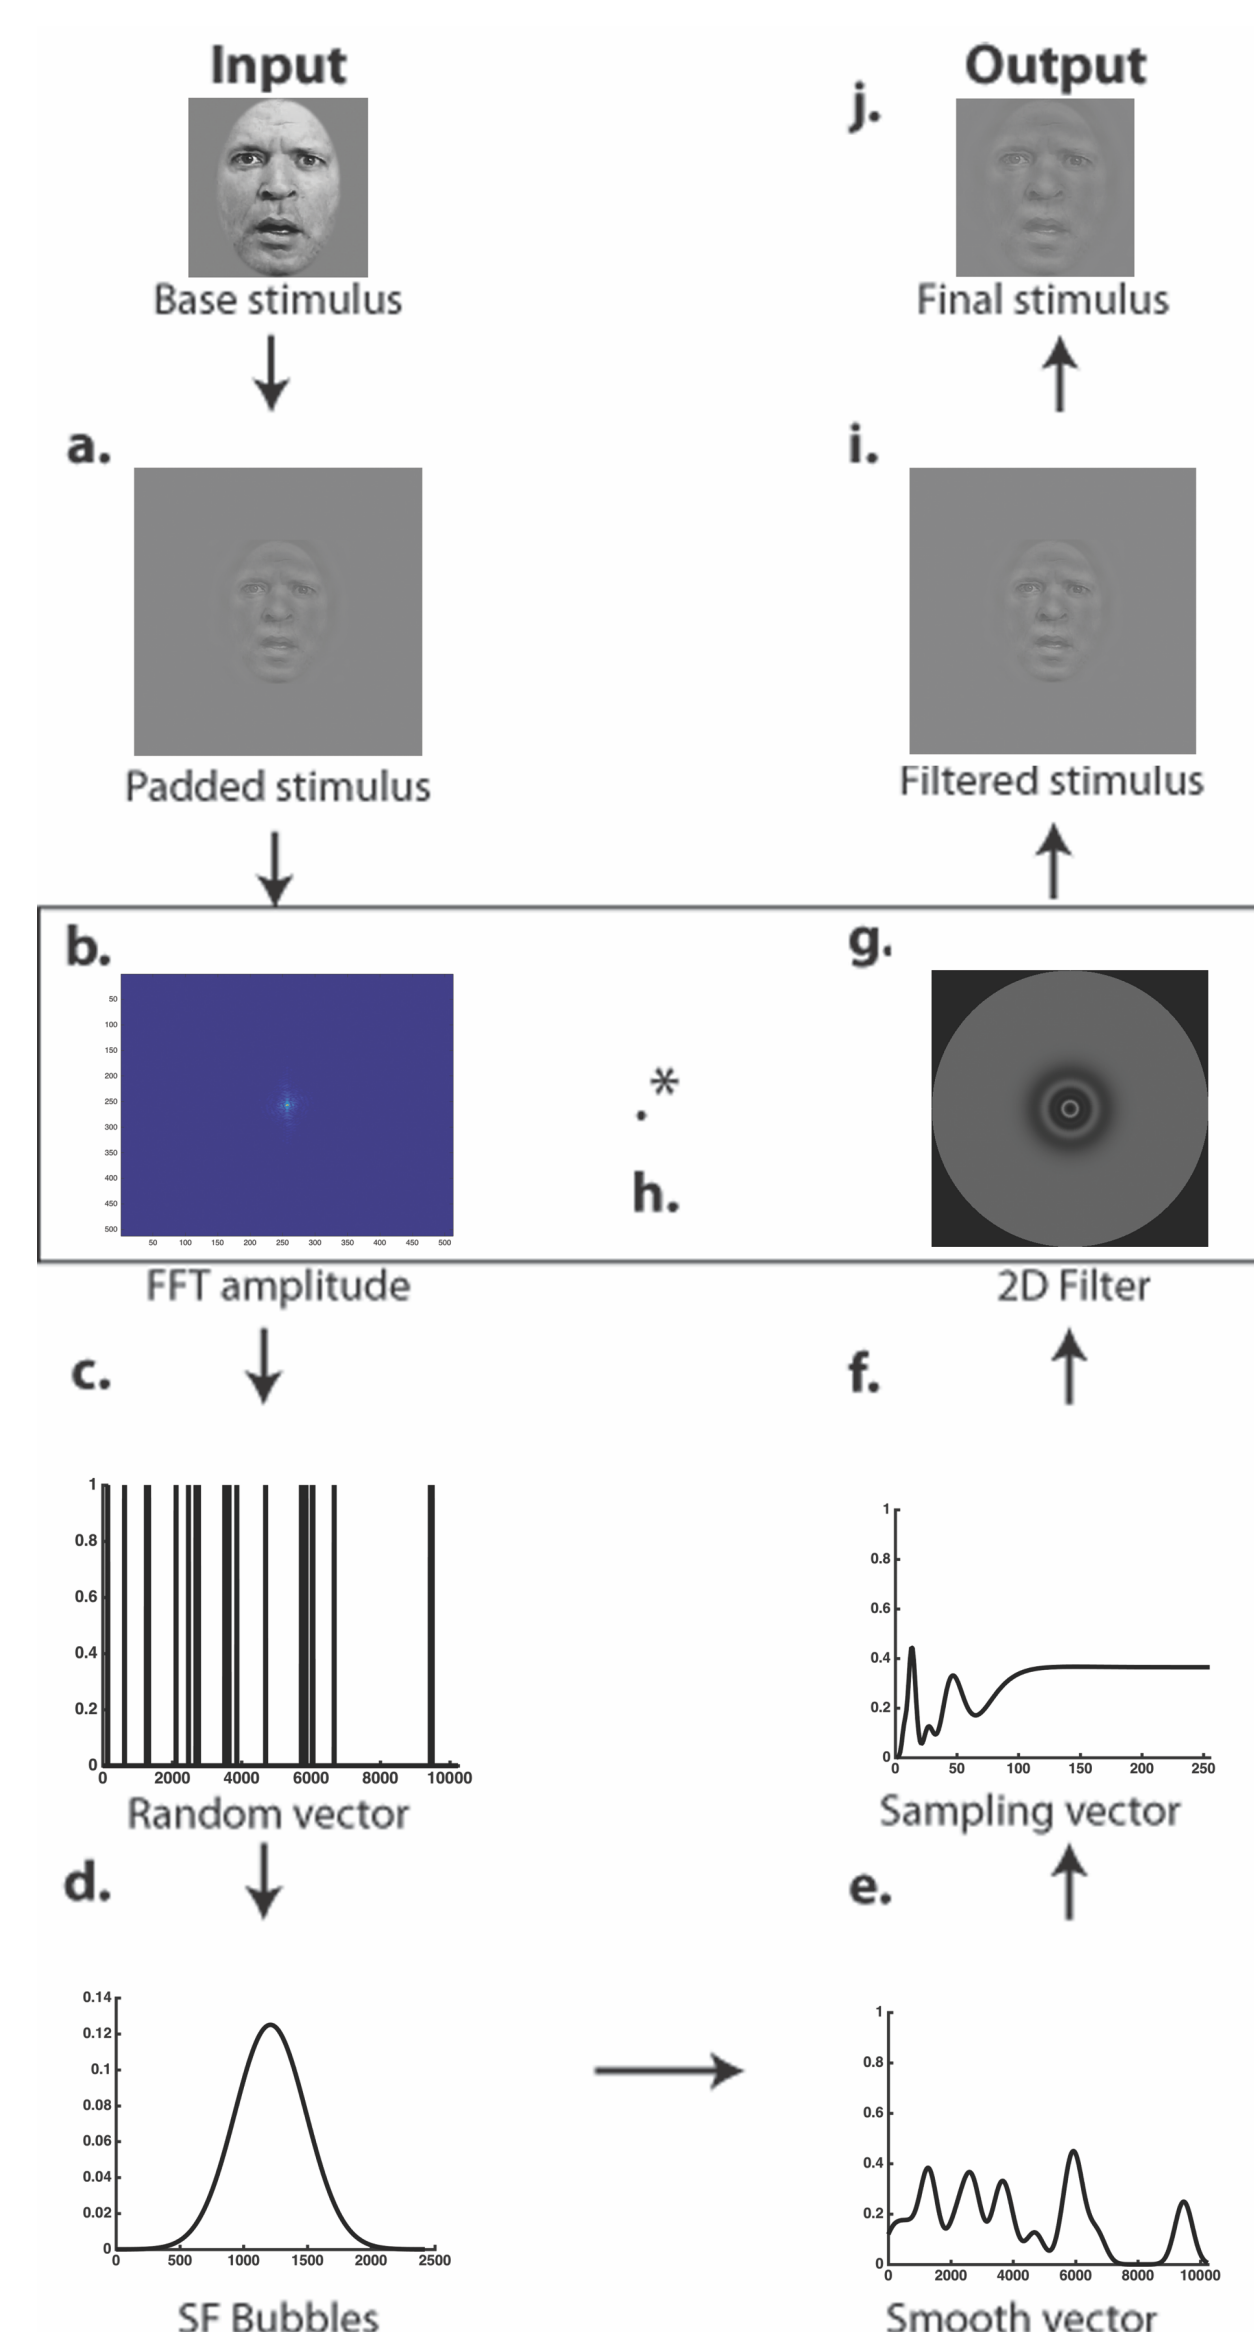 Input
Output
j.
Base stimulus
Final stimulus
a.
i.
Padded stimulus
Filtered stimulus
b.
g.
50
100
150
200
250
300
350
400
450
500
50 100 150 200 250 300 350 400 450 500
.*
h.
FFT amplitude
2D Filter
c.
f.
1
0.8
0.6
0.4
0.2
0
0 2000 4000 6000 8000 10000
Random vector
1
0.8
0.6
0.4
0.2
0
0 50 100 150 200 250
Sampling vector
d.
e.
0.14
0.12
0.1
0.08
0.06
0.04
0.02
0
0 500 1000 1500 2000 2500
SF Bubbles
1
0.8
0.6
0.4
0.2
0
0 2000 4000 6000 8000 10000
Smooth vector